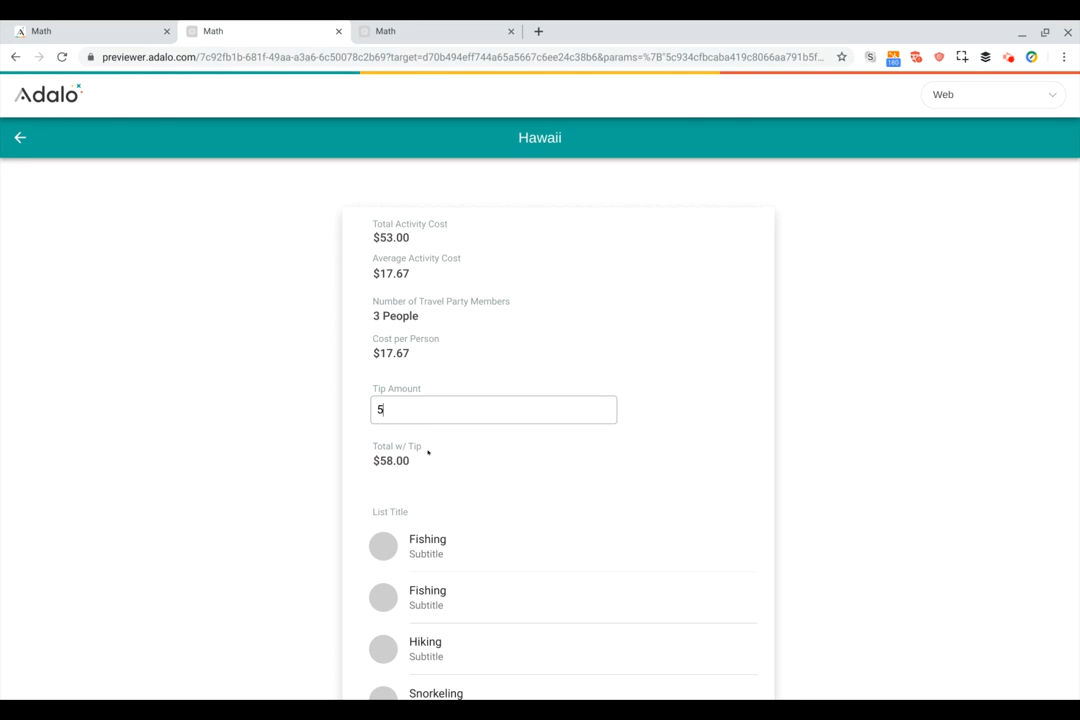 Math
Math
Math
previewer.adalo.com/7c92fb1b-681f-49aa-a3a6-6c50078c2b69?target=d70b494eff744a65a5667c6ee24c38b6&params=%7B"5c934cfbcaba419c8066aa791b5f...
180
Adalo
Web
Hawaii
Total Activity Cost
$53.00
Average Activity Cost
$17.67
Number of Travel Party Members
3 People
Cost per Person
$17.67
Tip Amount
5
Total w/ Tip
$58.00
List Title
Fishing
Subtitle
Fishing
Subtitle
Hiking
Subtitle
Snorkeling